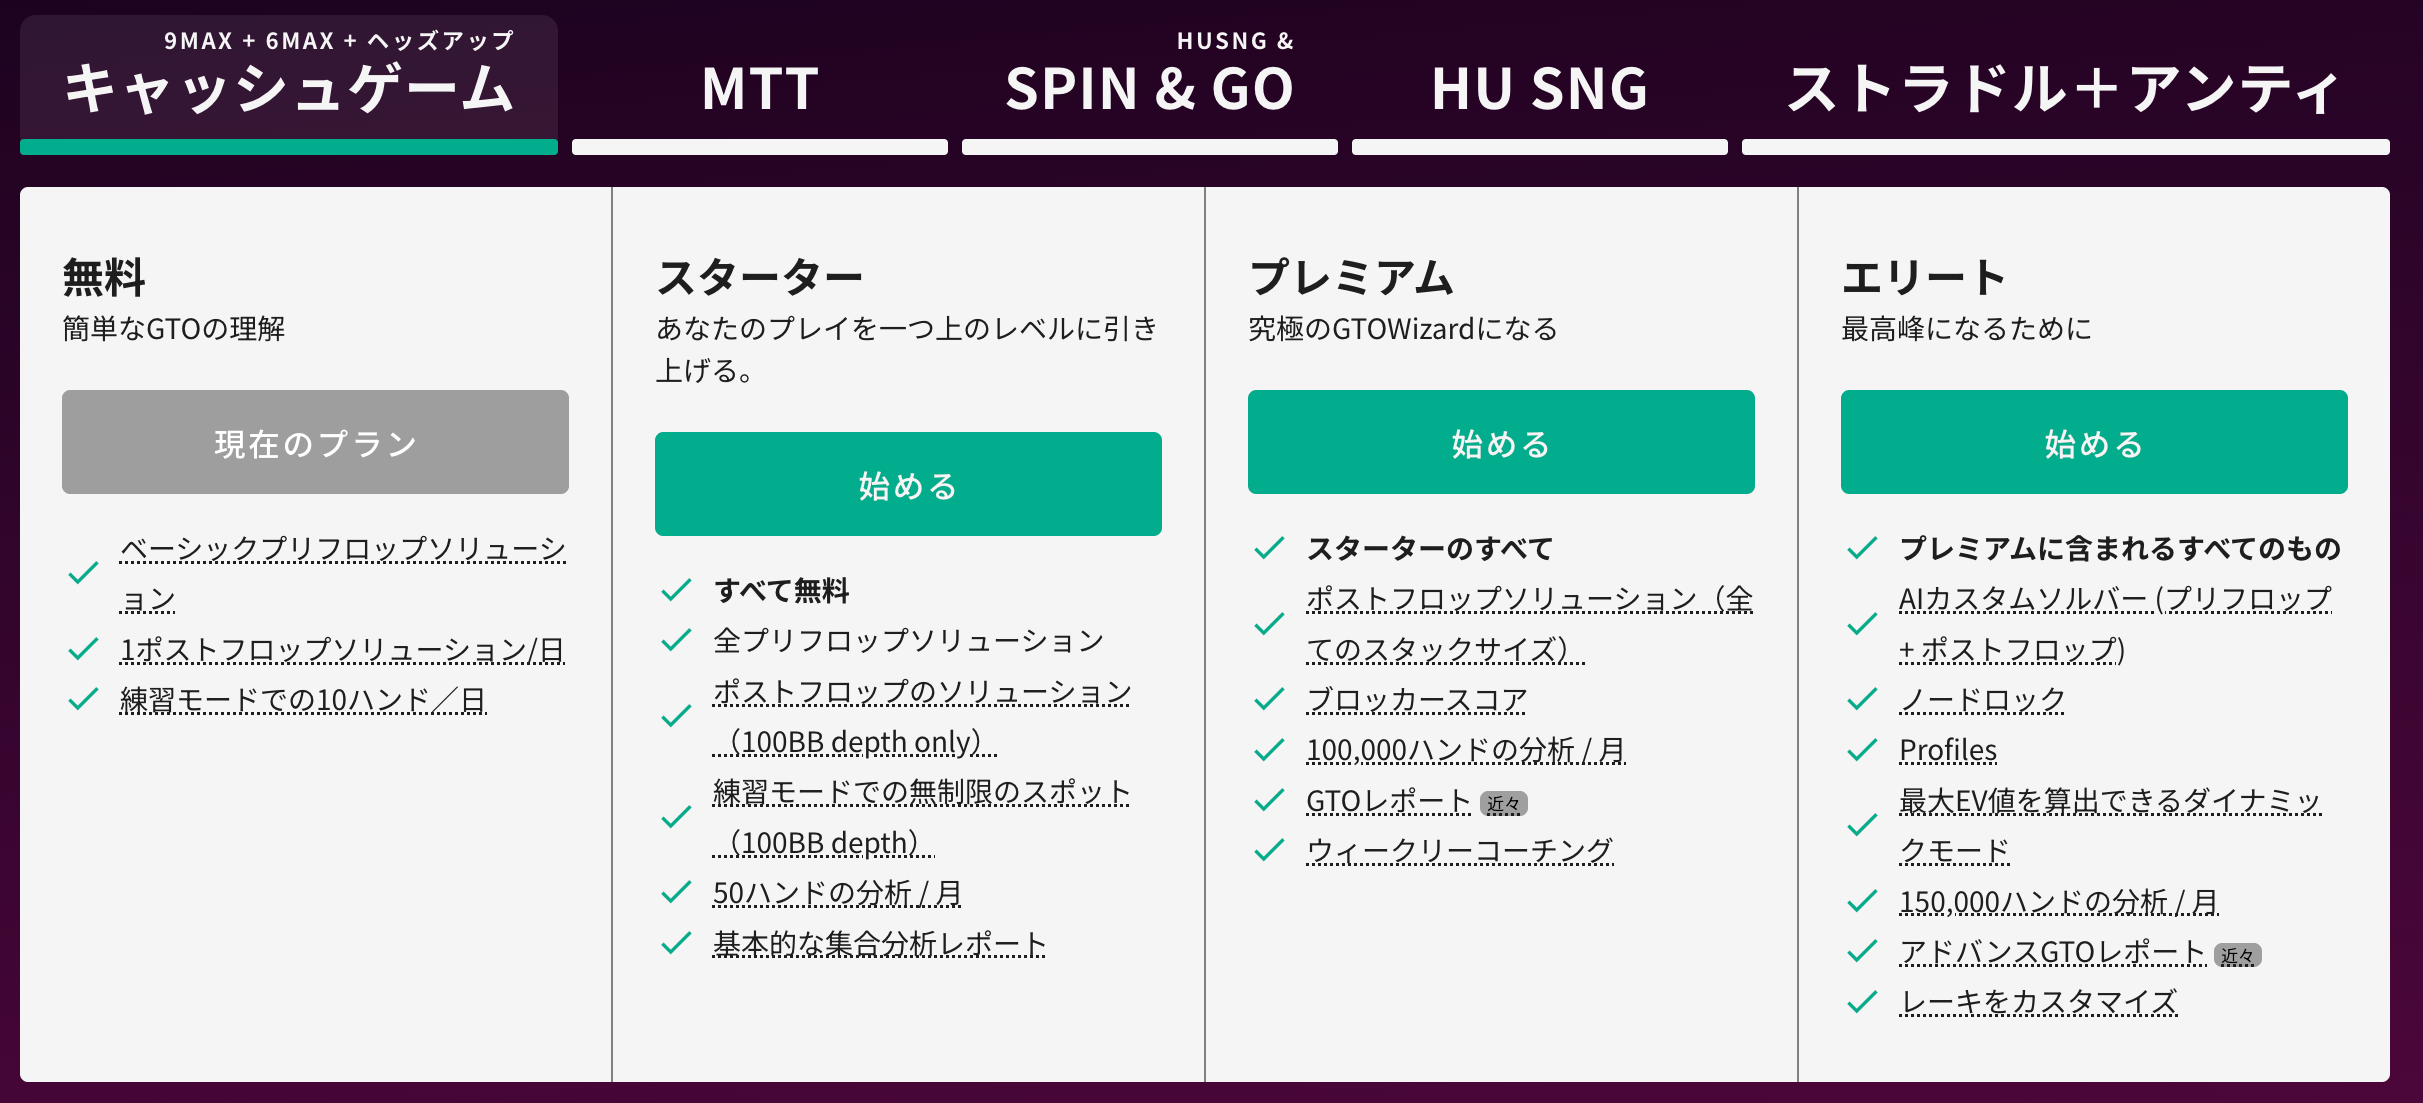 9MAX + 6MAX + ヘッズアップ
キャッシュゲーム
MTT
HUSNG &
SPIN & GO
HU SNG
ストラドル＋アンティ
無料
簡単なGTOの理解
現在のプラン
ベーシックプリフロップソリューシ
ョン
1ポストフロップソリューション/日
練習モードでの10ハンド／日
スターター
あなたのプレイを一つ上のレベルに引き
上げる。
始める
すべて無料
全プリフロップソリューション
ポストフロップのソリューション
（100BB depth only）
練習モードでの無制限のスポット
（100BB depth）
50ハンドの分析 / 月
基本的な集合分析レポート
プレミアム
究極のGTOWizardになる
始める
スターターのすべて
ポストフロップソリューション（全
てのスタックサイズ）
ブロッカースコア
100,000ハンドの分析 / 月
GTOレポート 近々
ウィークリーコーチング
エリート
最高峰になるために
始める
プレミアムに含まれるすべてのもの
AIカスタムソルバー (プリフロップ
+ ポストフロップ)
ノードロック
Profiles
最大EV値を算出できるダイナミッ
クモード
150,000ハンドの分析 / 月
アドバンスGTOレポート 近々
レーキをカスタマイズ